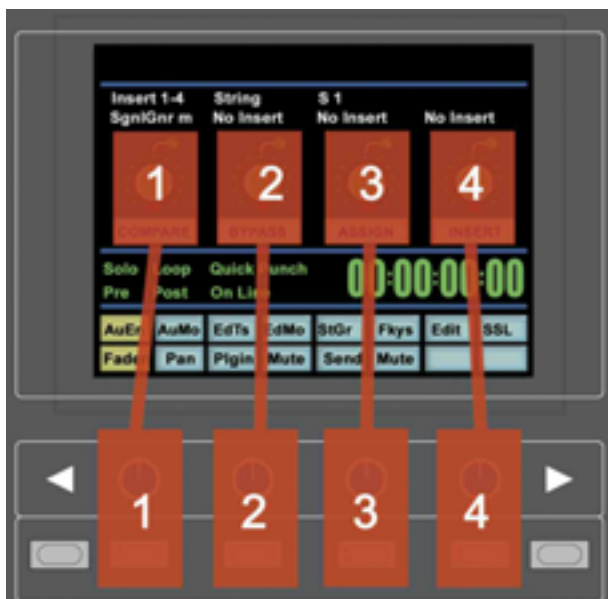 Insert 1-4 String S 1
SgnlGnr m No Insert No Insert No Insert
1 2 3 4
COMPARE BYPASS ASSIGN INSERT
Solo Loop Quick Punch 00:00:00:00
Pre Post On Line
AuEn AuMo EdTs EdMo StGr Fkys Edit SSL
Fader Pan Plgin Mute Send Mute
1 2 3 4